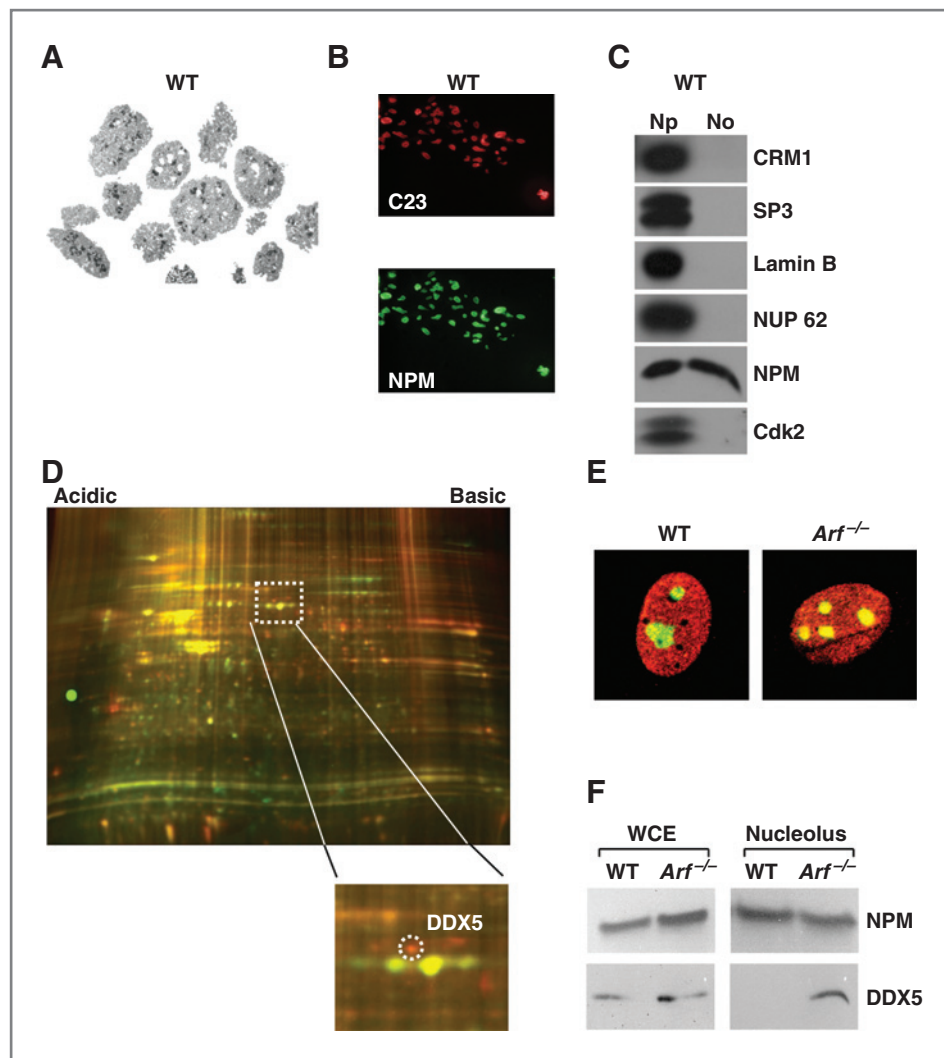 A
WT
B
WT
C23
NPM
C
WT
Np No
CRM1
SP3
Lamin B
NUP 62
NPM
Cdk2
D
Acidic Basic
DDX5
E
WT Arf⁻/⁻
F
WCE Nucleolus
WT Arf⁻/⁻ WT Arf⁻/⁻
NPM
DDX5